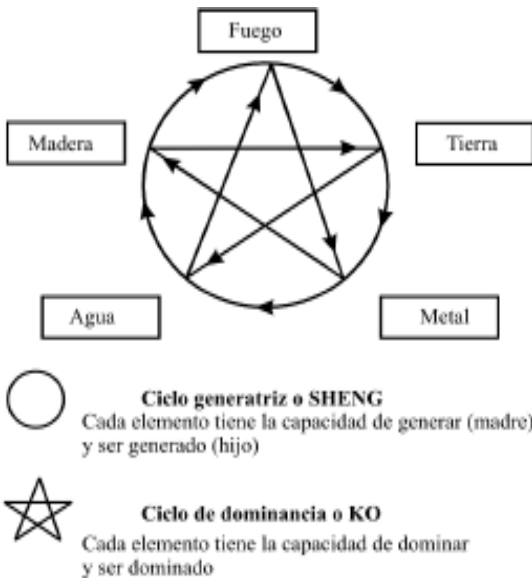 Fuego
Madera
Tierra
Agua
Metal
Ciclo generatriz o SHENG
Cada elemento tiene la capacidad de generar (madre)
y ser generado (hijo)
Ciclo de dominancia o KO
Cada elemento tiene la capacidad de dominar
y ser dominado